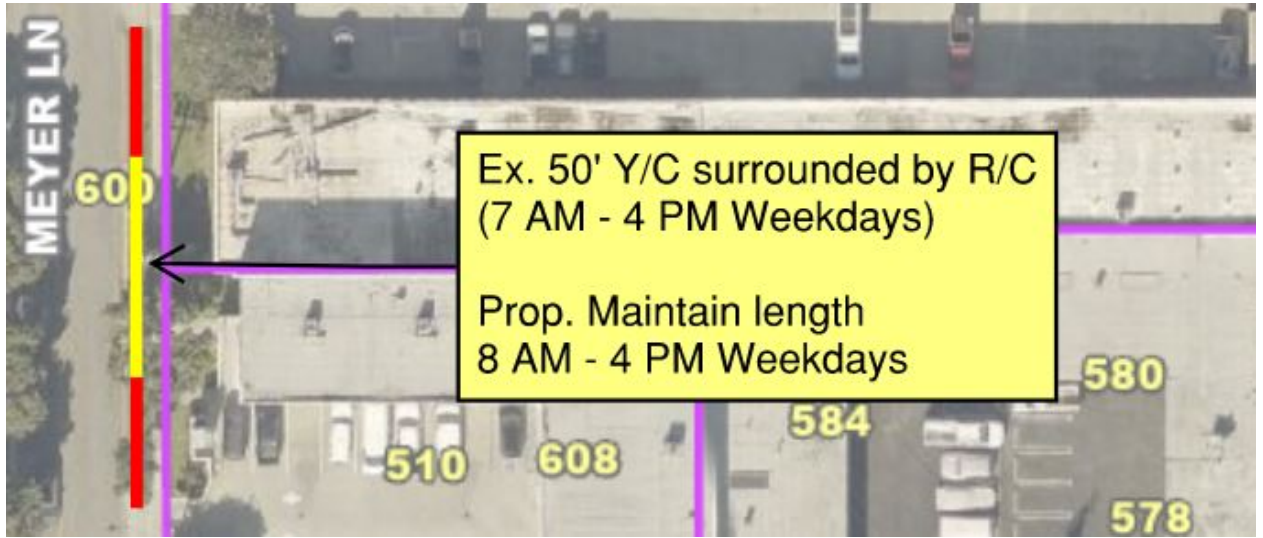 MEYER LN
600
Ex. 50' Y/C surrounded by R/C
(7 AM - 4 PM Weekdays)
Prop. Maintain length
8 AM - 4 PM Weekdays
580
584
510
608
578